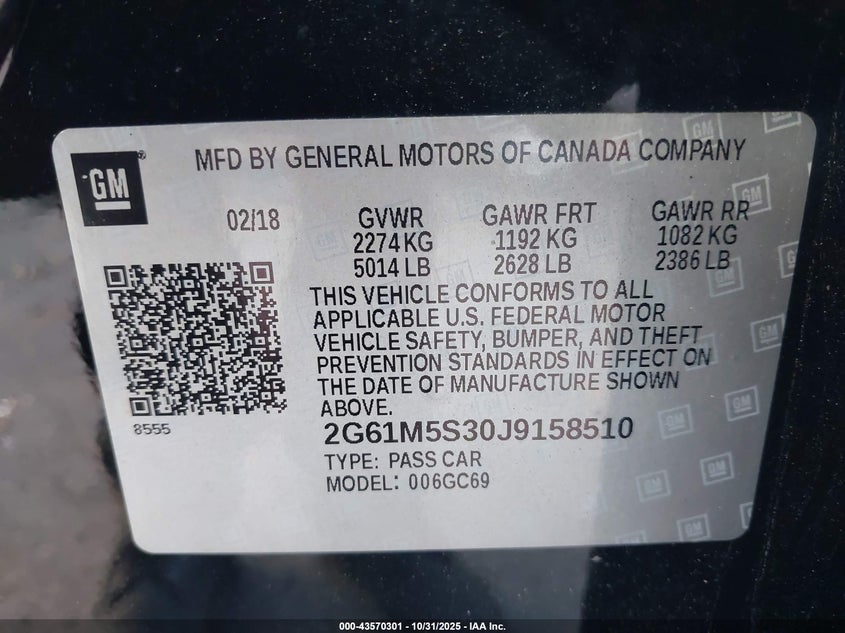 GM
MFD BY GENERAL MOTORS OF CANADA COMPANY
02/18 GVWR GAWR FRT GAWR RR
2274 KG 1192 KG 1082 KG
5014 LB 2628 LB 2386 LB
THIS VEHICLE CONFORMS TO ALL
APPLICABLE U.S. FEDERAL MOTOR
VEHICLE SAFETY, BUMPER, AND THEFT
PREVENTION STANDARDS IN EFFECT ON
THE DATE OF MANUFACTURE SHOWN
ABOVE.
8555
2G61M5S30J9158510
TYPE: PASS CAR
MODEL: 006GC69
000-43570301 - 10/31/2025 - IAA Inc.